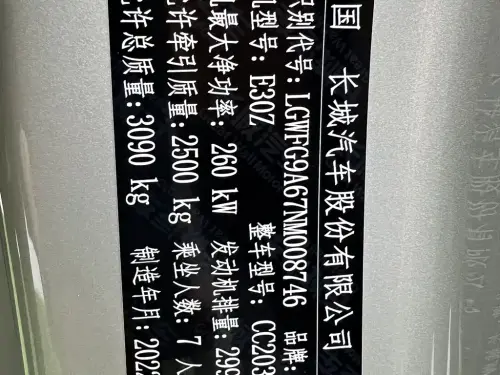 国 长城汽车股份有限公司
识别代号: LGWFG9A67NM008746 品牌:
机型号: E30Z 整车型号: CC203
机最大净功率: 260 kW 发动机排量: 299
允许牵引质量: 2500 kg 乘坐人数: 7 人
允许总质量: 3090 kg 制造年月: 202